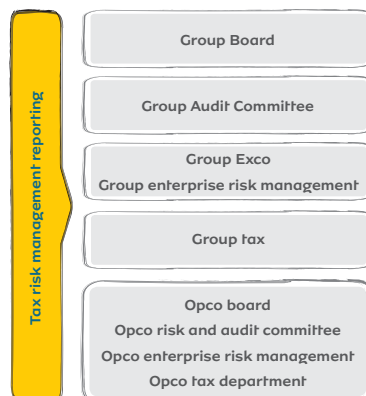 Tax risk management reporting
Group Board
Group Audit Committee
Group Exco
Group enterprise risk management
Group tax
Opco board
Opco risk and audit committee
Opco enterprise risk management
Opco tax department